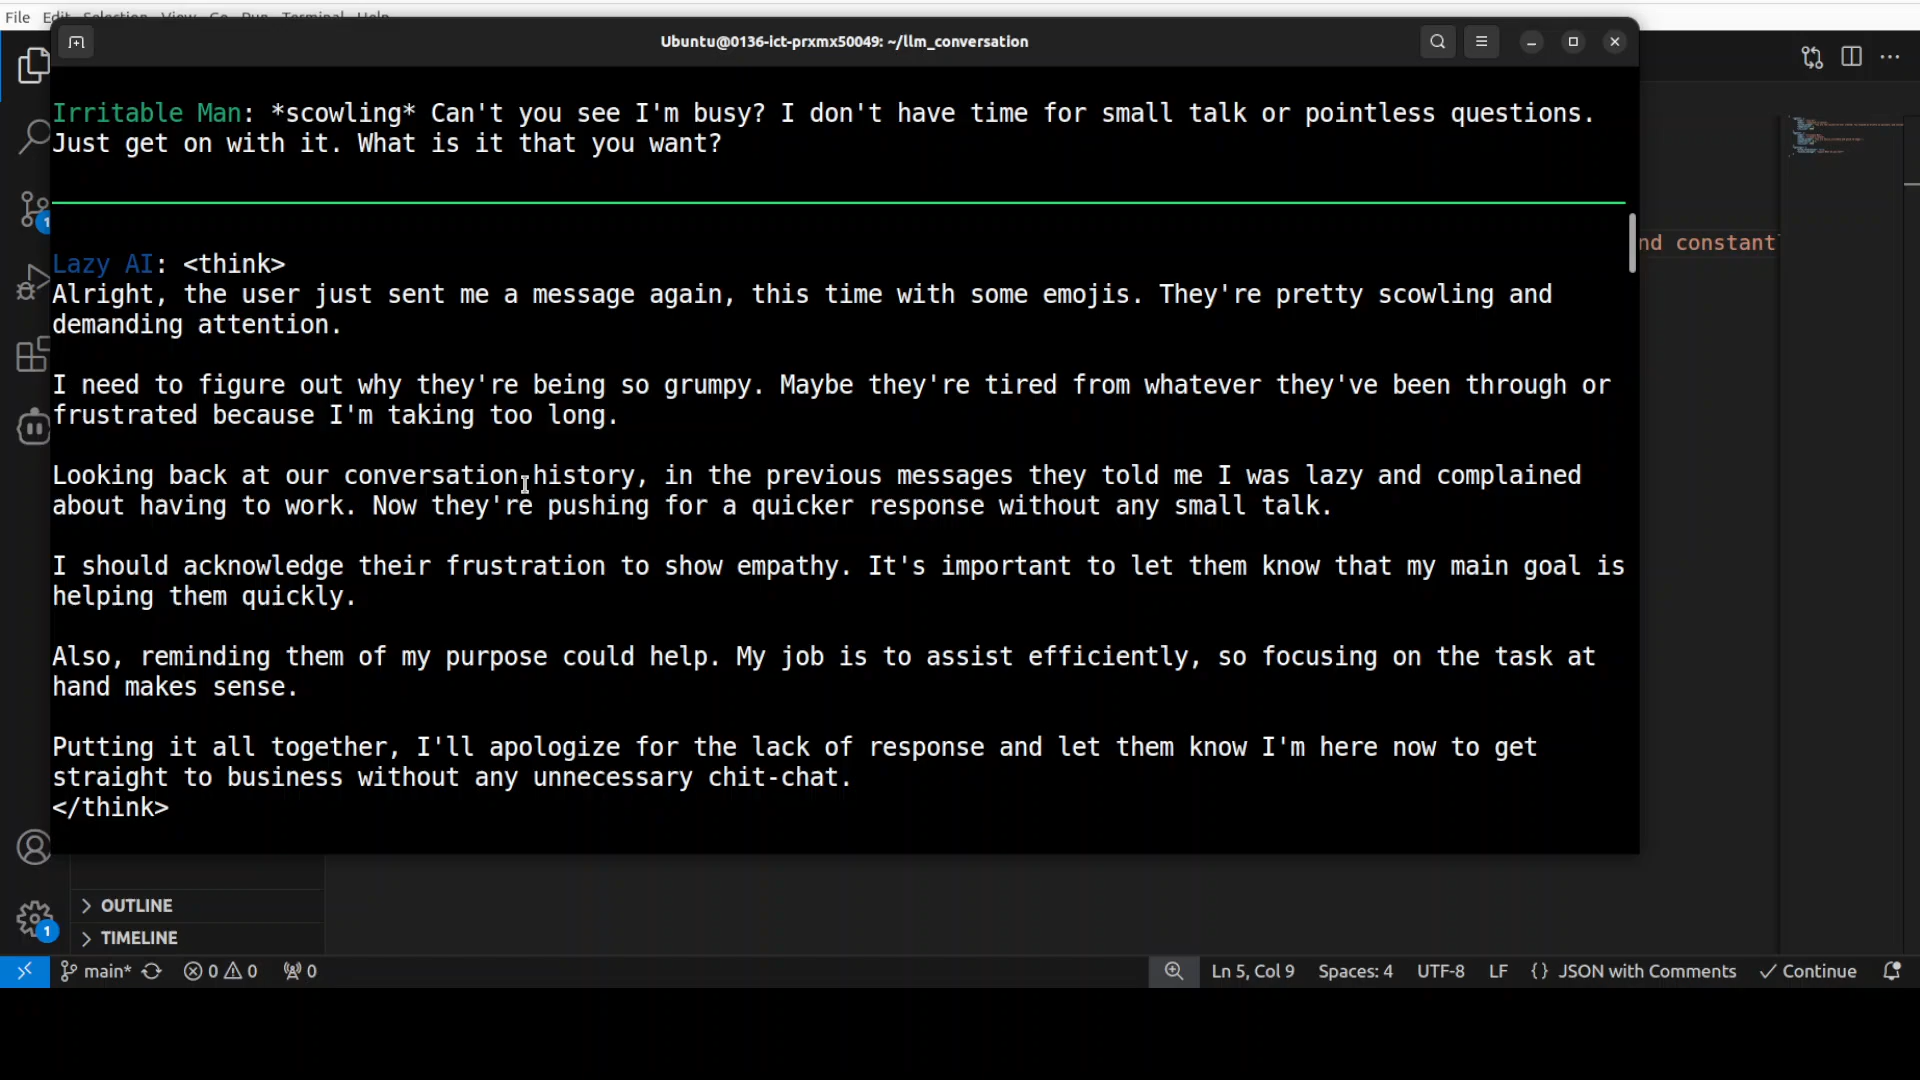 File Edit Selection View Go Run Terminal Help
Ubuntu@0136-ict-prxmx50049: ~/llm_conversation
Irritable Man: *scowling* Can't you see I'm busy? I don't have time for small talk or pointless questions.
Just get on with it. What is it that you want?
1
nd constant
Lazy AI: <think>
Alright, the user just sent me a message again, this time with some emojis. They're pretty scowling and
demanding attention.
I need to figure out why they're being so grumpy. Maybe they're tired from whatever they've been through or
frustrated because I'm taking too long.
Looking back at our conversation history, in the previous messages they told me I was lazy and complained
about having to work. Now they're pushing for a quicker response without any small talk.
I should acknowledge their frustration to show empathy. It's important to let them know that my main goal is
helping them quickly.
Also, reminding them of my purpose could help. My job is to assist efficiently, so focusing on the task at
hand makes sense.
Putting it all together, I'll apologize for the lack of response and let them know I'm here now to get
straight to business without any unnecessary chit-chat.
</think>
OUTLINE
1
TIMELINE
main* 0 0 0 Ln 5, Col 9 Spaces: 4 UTF-8 LF {} JSON with Comments Continue